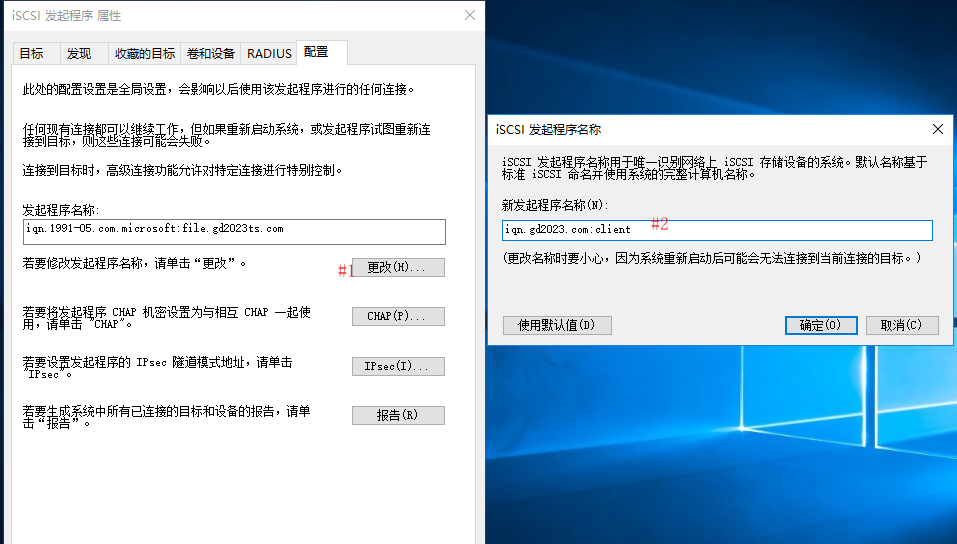 iSCSI 发起程序 属性
目标 发现 收藏的目标 卷和设备 RADIUS 配置
此处的配置设置是全局设置，会影响以后使用该发起程序进行的任何连接。
任何现有连接都可以继续工作，但如果重新启动系统，或发起程序试图重新连
接到目标，则这些连接可能会失败。
连接到目标时，高级连接功能允许对特定连接进行特别控制。
发起程序名称:
iqn.1991-05.com.microsoft:file.gd2023ts.com
若要修改发起程序名称，请单击“更改”。
#1
更改(H)...
若要将发起程序 CHAP 机密设置为与相互 CHAP 一起使
用，请单击 "CHAP"。
CHAP(P)...
若要设置发起程序的 IPsec 隧道模式地址，请单击
"IPsec"。
IPsec(I)...
若要生成系统中所有已连接的目标和设备的报告，请单
击“报告”。
报告(R)
iSCSI 发起程序名称
iSCSI 发起程序名称用于唯一识别网络上 iSCSI 存储设备的系统。默认名称基于
标准 iSCSI 命名并使用系统的完整计算机名称。
新发起程序名称(N):
#2
iqn.gd2023.com:client
(更改名称时要小心，因为系统重新启动后可能会无法连接到当前连接的目标。)
使用默认值(D) 确定(O) 取消(C)